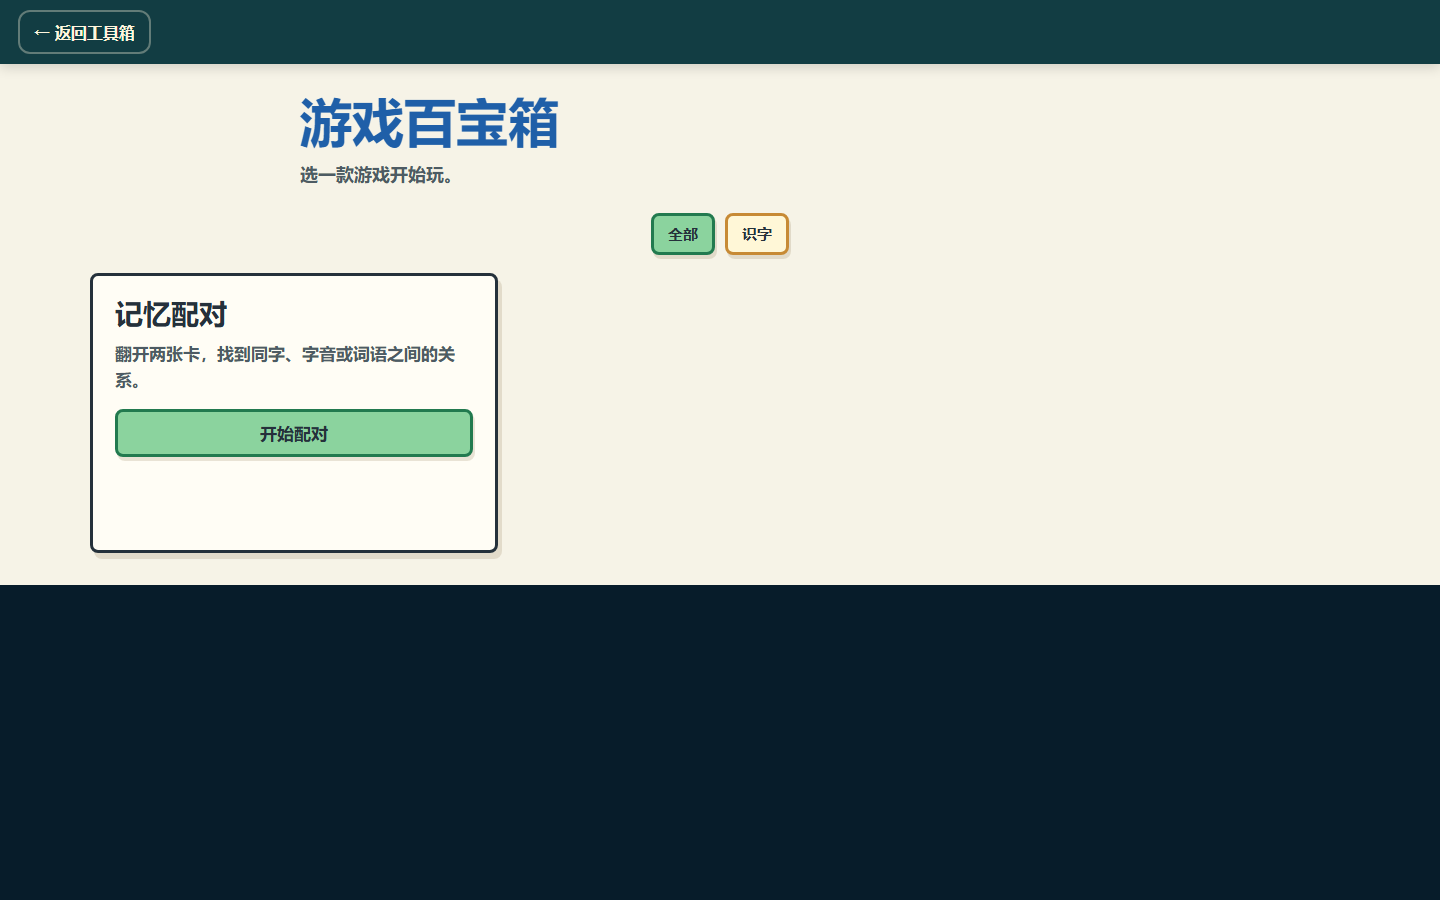 ← 返回工具箱
游戏百宝箱
选一款游戏开始玩。
全部 识字
记忆配对
翻开两张卡，找到同字、字音或词语之间的关
系。
开始配对